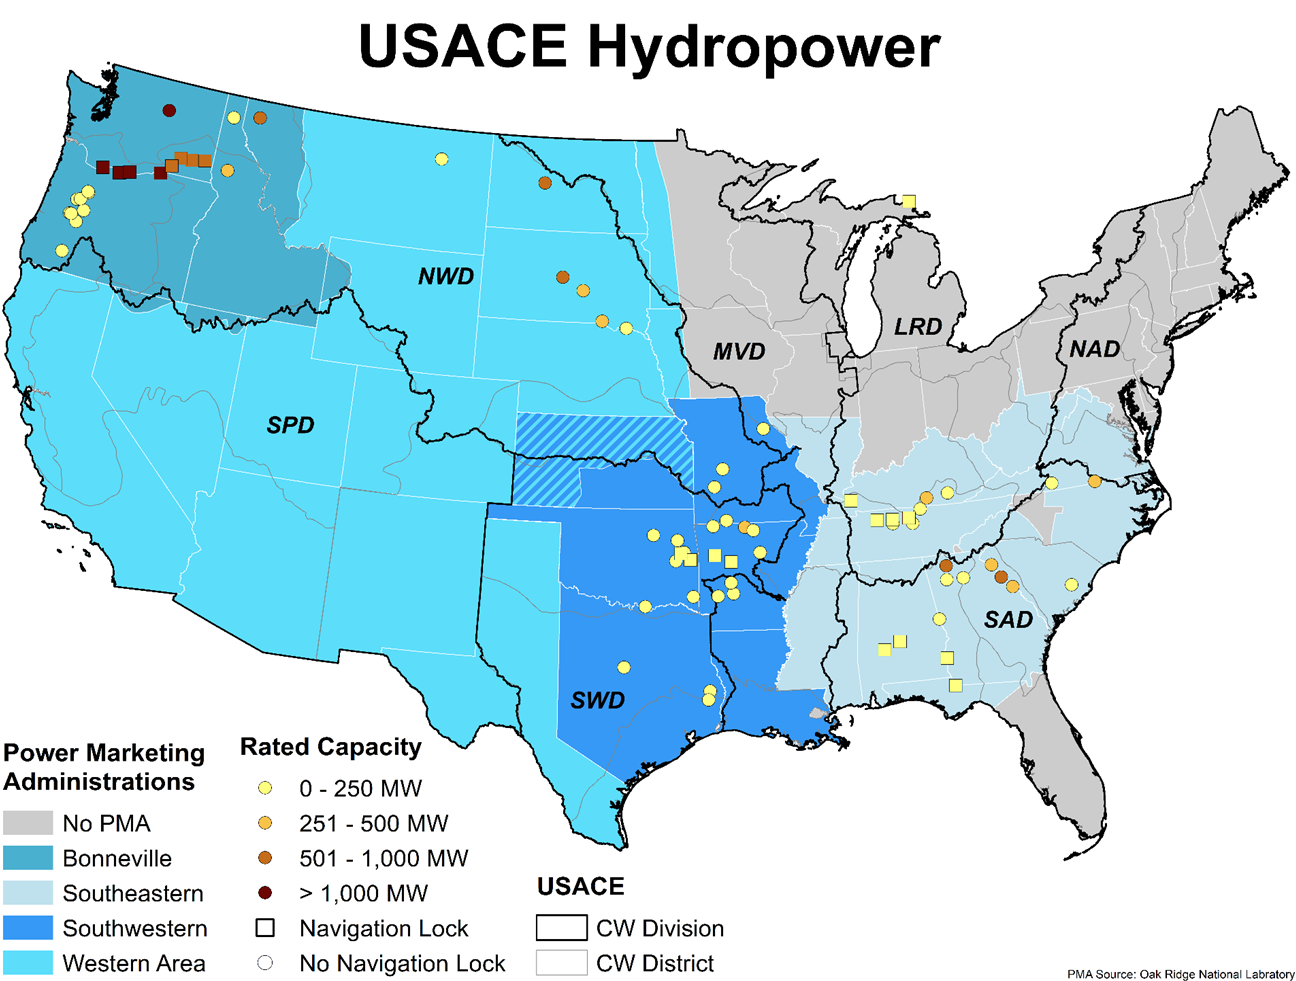 USACE Hydropower
NWD
LRD
MVD
NAD
SPD
SAD
SWD
Power Marketing
Administrations
No PMA
Bonneville
Southeastern
Southwestern
Western Area
Rated Capacity
0 - 250 MW
251 - 500 MW
501 - 1,000 MW
> 1,000 MW
Navigation Lock
No Navigation Lock
USACE
CW Division
CW District
PMA Source: Oak Ridge National Labratory